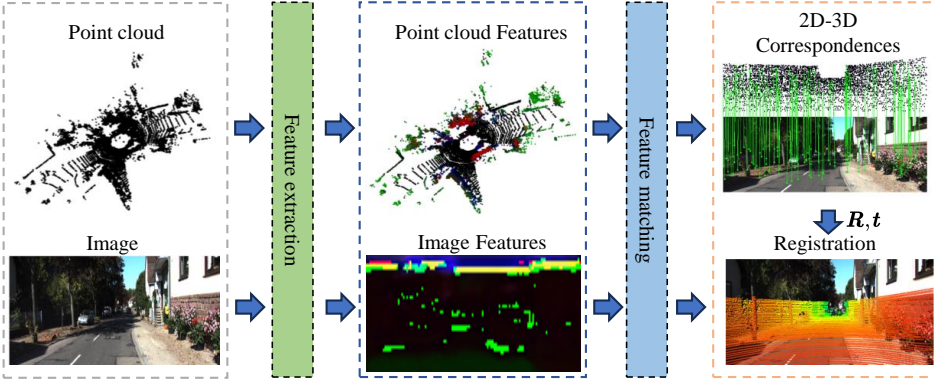 Point cloud
Image
Feature extraction
Point cloud Features
Image Features
Feature matching
2D-3D
Correspondences
R,t
Registration